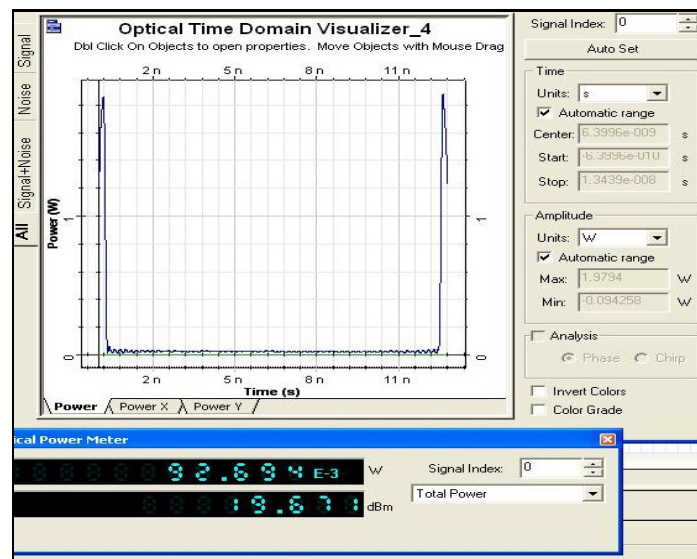 Optical Time Domain Visualizer_4
Dbl Click On Objects to open properties. Move Objects with Mouse Drag
Signal
Noise
Signal+Noise
All
2 n 5 n 8 n 11 n
Power (W)
1
0
1
0
2 n 5 n 8 n 11 n
Time (s)
Power Power X Power Y
Signal Index: 0
Auto Set
Time
Units: s
Automatic range
Center: 6.3996e-009 s
Start: -6.3996e-010 s
Stop: 1.3439e-008 s
Amplitude
Units: W
Automatic range
Max: 1.9794 W
Min: -0.094258 W
Analysis
Phase Chirp
Invert Colors
Color Grade
ical Power Meter
92.694 E-3 W
19.671 dBm
Signal Index: 0
Total Power